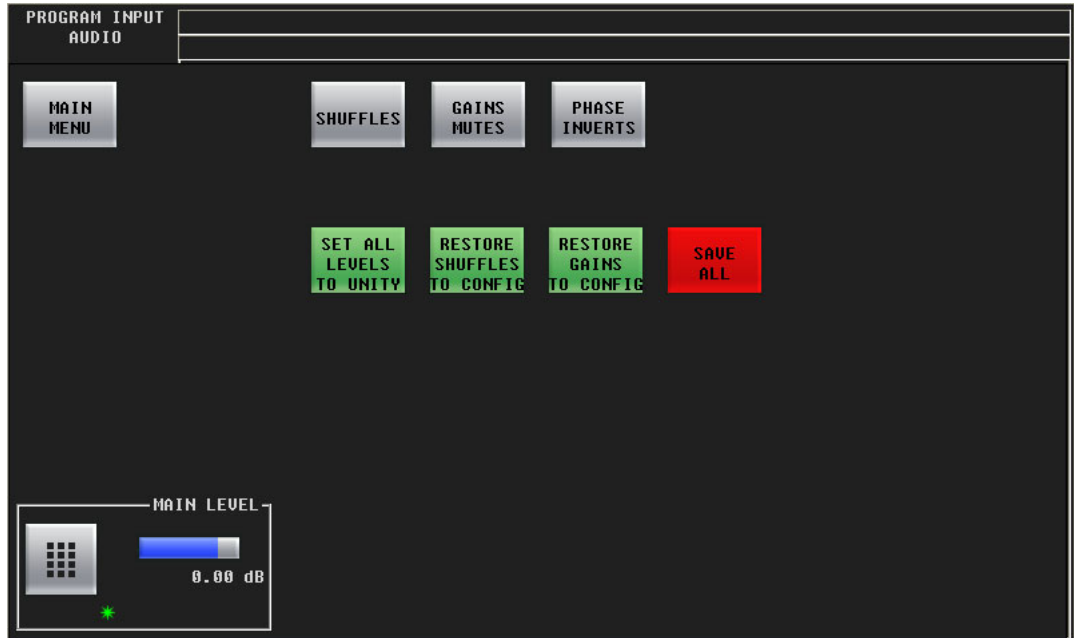 PROGRAM INPUT
AUDIO
MAIN
MENU
SHUFFLES
GAINS
MUTES
PHASE
INVERTS
SET ALL
LEVELS
TO UNITY
RESTORE
SHUFFLES
TO CONFIG
RESTORE
GAINS
TO CONFIG
SAVE
ALL
MAIN LEVEL
0.00 dB